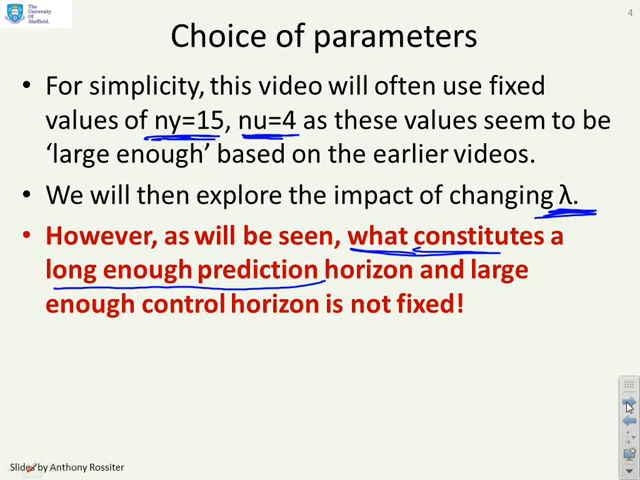 The
University
Of
Sheffield.
4
Choice of parameters
• For simplicity, this video will often use fixed
values of ny=15, nu=4 as these values seem to be
‘large enough’ based on the earlier videos.
• We will then explore the impact of changing λ.
• However, as will be seen, what constitutes a
long enough prediction horizon and large
enough control horizon is not fixed!
Slides by Anthony Rossiter